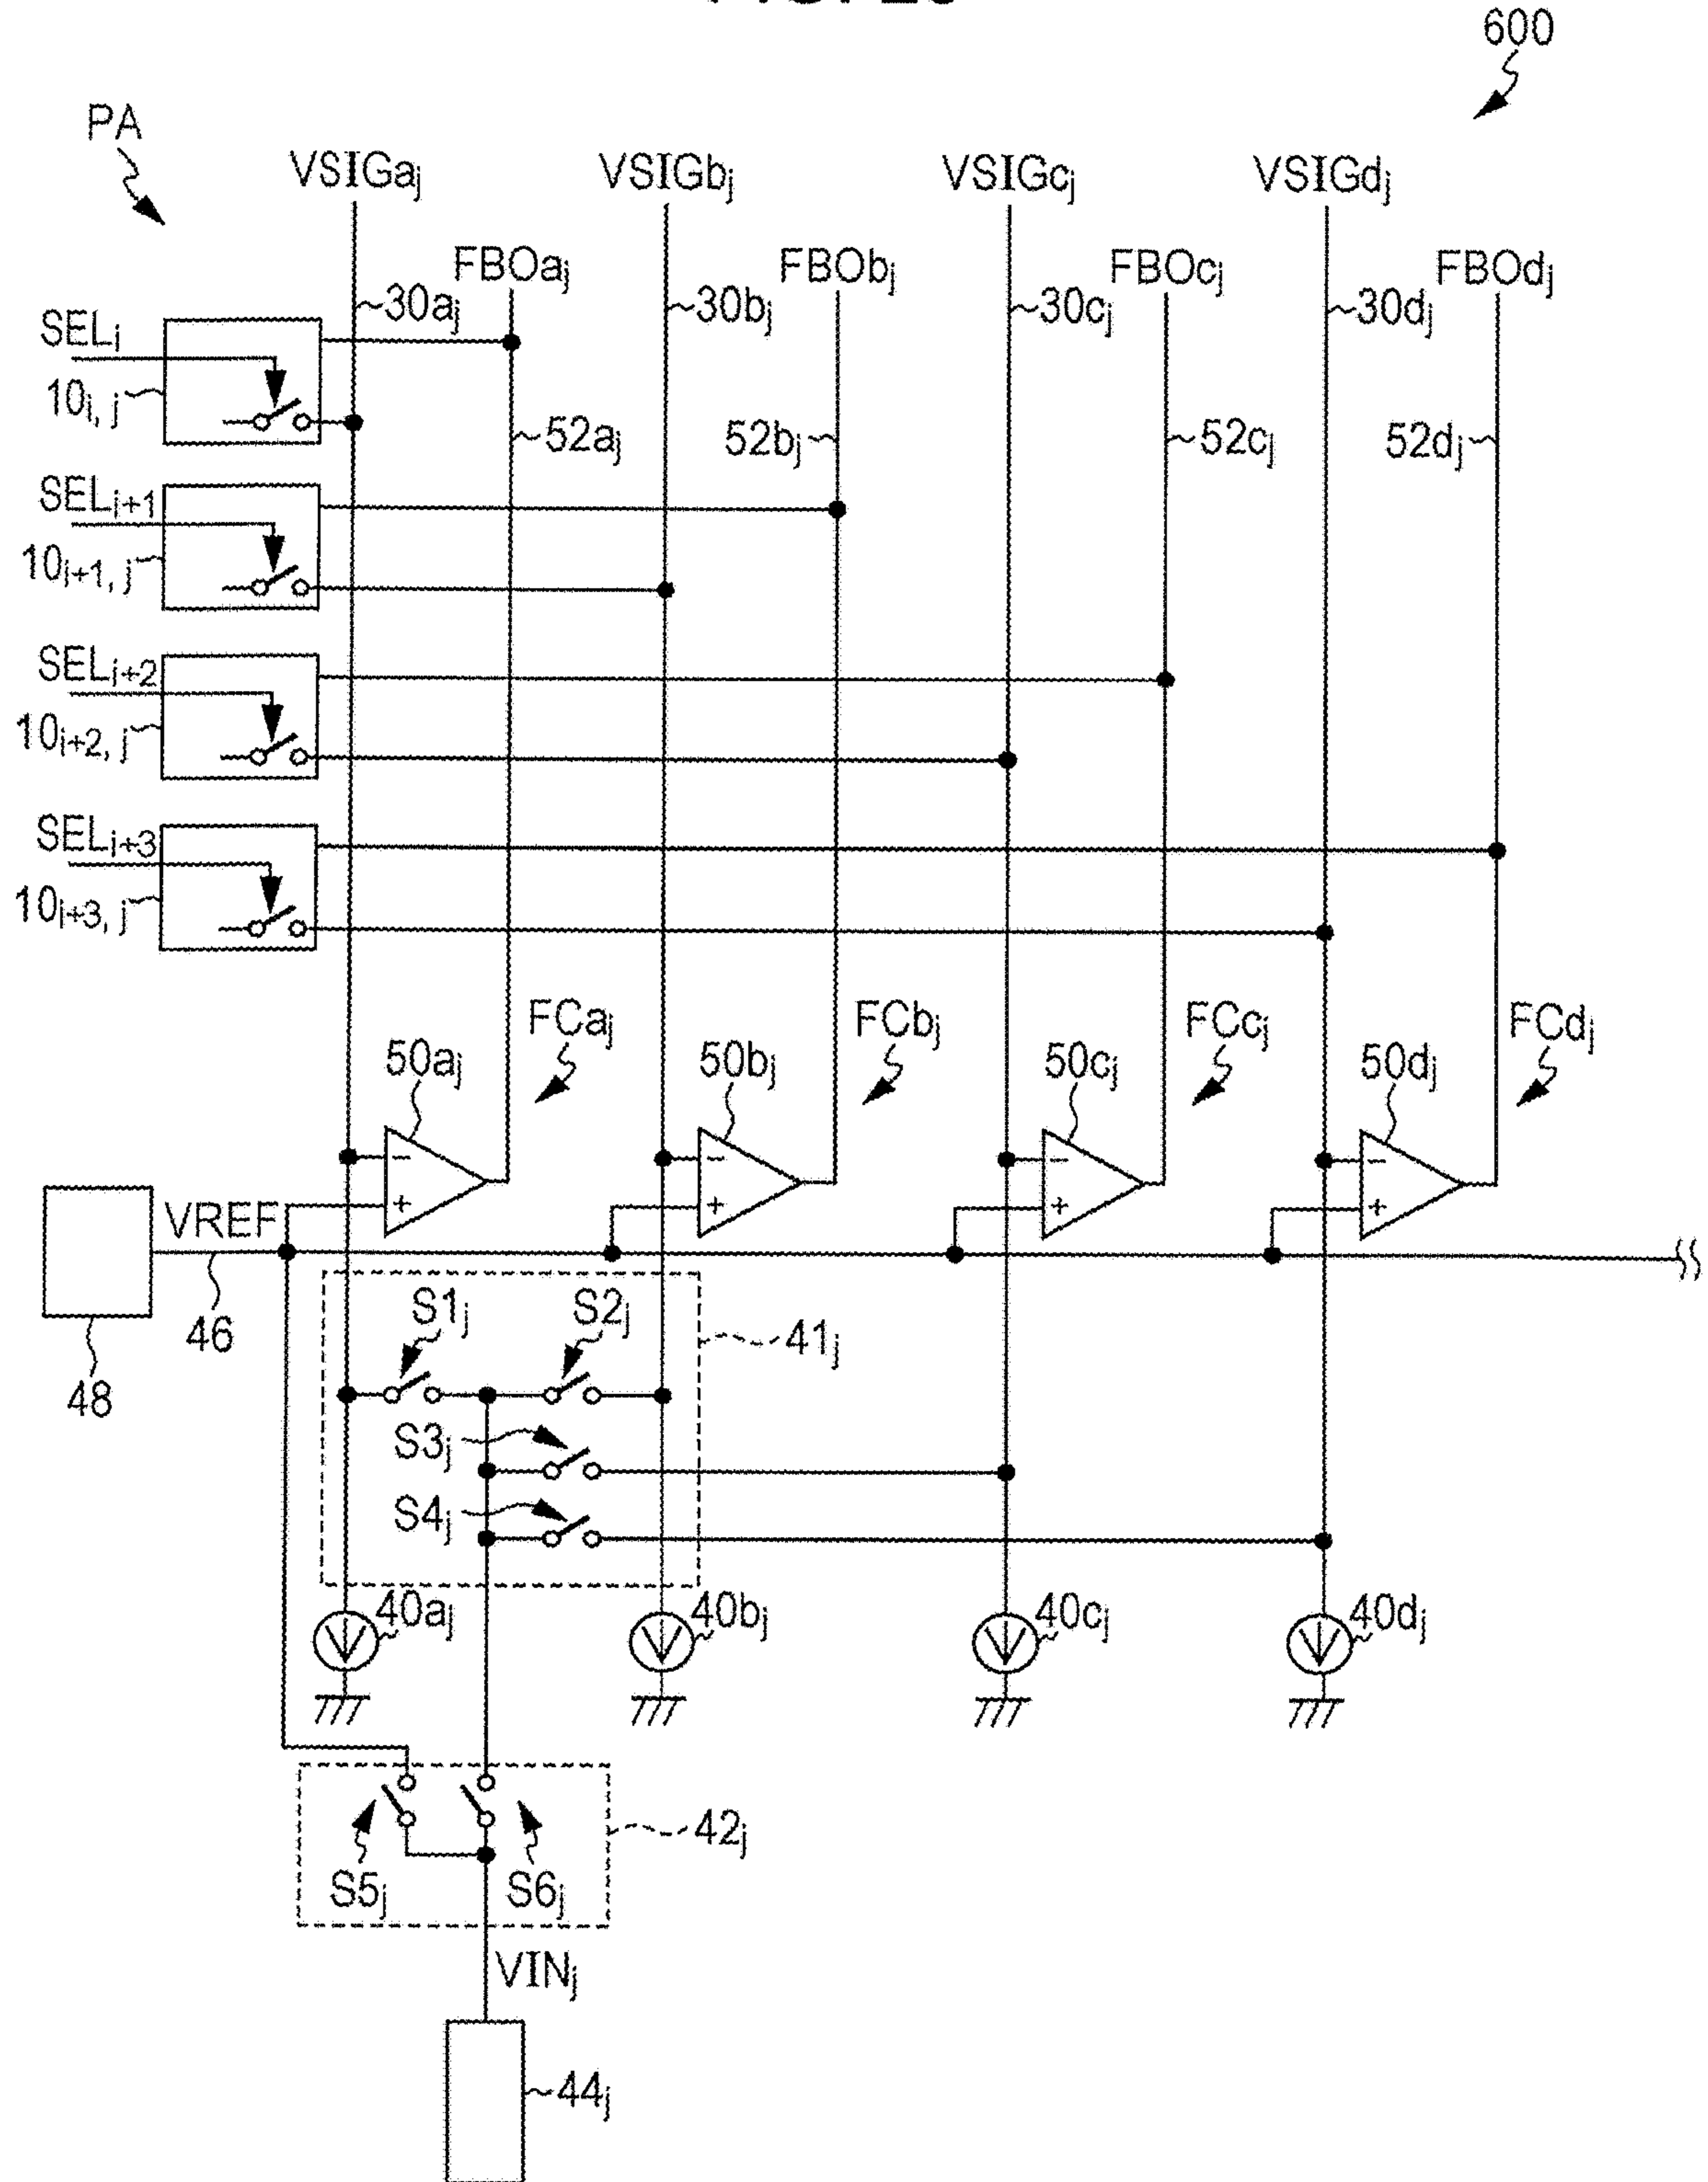 600
PA
VSIGaj VSIGbj VSIGcj VSIGdj
FBOaj FBObj FBOcj FBOdj
30aj 30bj 30cj 30dj
SELi
10i, j
52aj 52bj 52cj 52dj
SELi+1
10i+1, j
SELi+2
10i+2, j
SELi+3
10i+3, j
FCaj FCbj FCcj FCdj
50aj 50bj 50cj 50dj
− − − −
+ + + +
VREF
46
48
S1j S2j
41j
S3j
S4j
40aj 40bj 40cj 40dj
42j
S5j S6j
VINj
44j